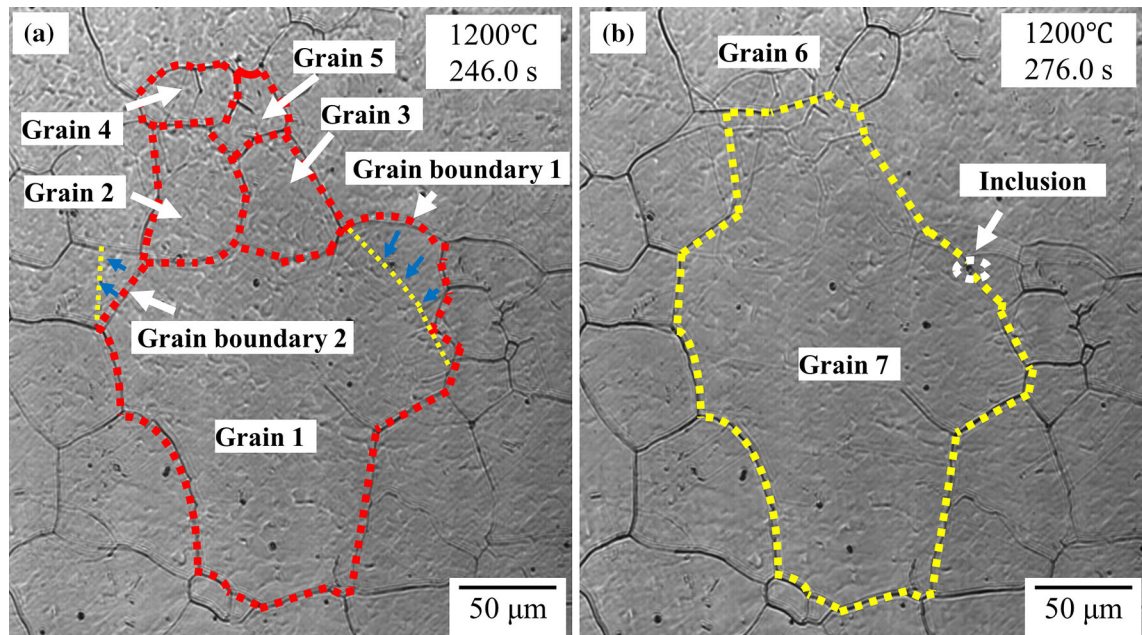 (a)
1200℃
246.0 s
Grain 5
Grain 4
Grain 3
Grain boundary 1
Grain 2
Grain boundary 2
Grain 1
50 μm
(b)
1200℃
276.0 s
Grain 6
Inclusion
Grain 7
50 μm